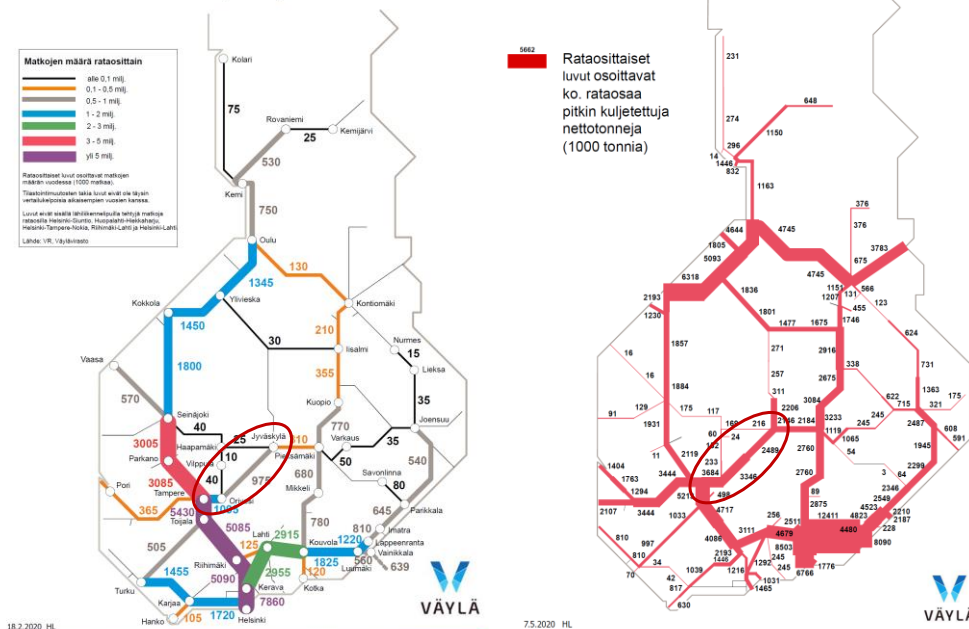 Matkojen määrä rataosittain
alle 0,1 milj.
0,1 - 0,5 milj.
0,5 - 1 milj.
1 - 2 milj.
2 - 3 milj.
3 - 5 milj.
yli 5 milj.
Rataosittaiset luvut osoittavat matkojen
määrän vuodessa (1000 matkaa).
Tilastointimuutosten takia luvut eivät ole täysin
vertailukelpoisia aikaisempien vuosien kanssa.
Luvut eivät sisällä lähiliikennelipuilla tehtyjä matkoja
rataosilla Helsinki-Siuntio, Huopalahti-Hiekkaharju,
Helsinki-Tampere-Nokia, Riihimäki-Lahti ja Helsinki-Lahti.
Lähde: VR, Väylävirasto
Kolari
75
Rovaniemi
25
Kemijärvi
530
Kemi
750
Oulu
130
1345
Ylivieska
Kokkola
1450
Kontiomäki
210
Nurmes
30
Iisalmi
15
Vaasa
1800
355
Lieksa
570
Kuopio
35
Seinäjoki
770
Joensuu
40
Jyväskylä
Varkaus
35
3005
Haapamäki
25
310
Pieksämäki
50
540
Parkano
Vilppula
10
975
680
Savonlinna
3085
40
Mikkeli
80
Pori
Tampere
Orivesi
1005
Parikkala
365
5430
645
Toijala
5085
Lahti
2915
780
810
Imatra
505
125
Kouvola
1220
Lappeenranta
Riihimäki
1825
560
Vainikkala
1455
5090
2955
120
Luumäki
639
Turku
Kerava
Kotka
Karjaa
7860
Hanko
105
1720
Helsinki
VÄYLÄ
18.2.2020 HL
5662
Rataosittaiset
luvut osoittavat
ko. rataosaa
pitkin kuljetettuja
nettotonneja
(1000 tonnia)
231
648
274
1150
296
14
1446
832
1163
376
4644
4745
376
1805
3783
5093
675
6318
4745
1151
131
566
2193
1836
1207
123
1230
455
1801
1746
624
1477
1675
1857
271
2916
16
338
731
257
2675
16
1884
311
1363
129
175
117
2206
3084
622
715
321
175
91
168
216
2146
2184
3233
245
2487
1931
60
24
1119
608
1065
2119
2489
2760
54
1945
591
1404
233
2299
1763
3444
3684
3346
2760
3
64
1294
498
89
2346
2107
3444
4717
2875
2549
1033
256
12411
4823
2210
2511
2187
810
997
3111
4480
228
4086
4679
8090
810
2193
8503
1446
1292
245
34
1039
1216
245
1776
70
42
1031
6766
817
1465
630
VÄYLÄ
7.5.2020 HL